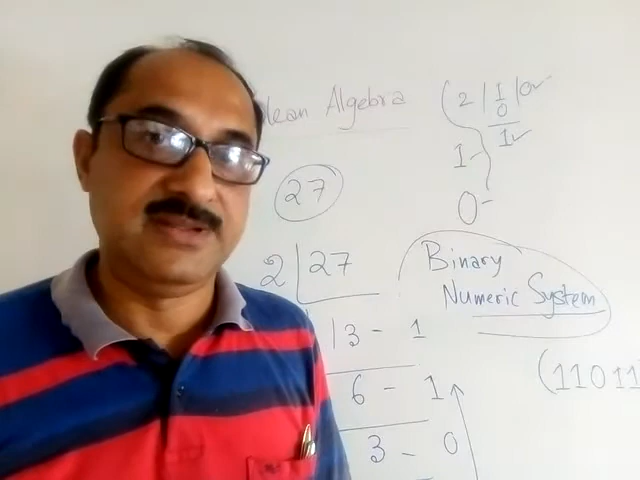 lean Algebra
2 | 1 | 0
0
1
1
0
27
2 | 27
13 - 1
6 - 1
3 - 0
Binary
Numeric System
(11011